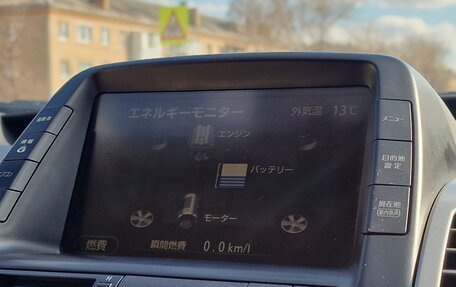 エネルギーモニター 外気温 13℃
エンジン
バッテリー
モーター
燃費 瞬間燃費 0.0km/l
メニュー
目的地
設定
現在地
N